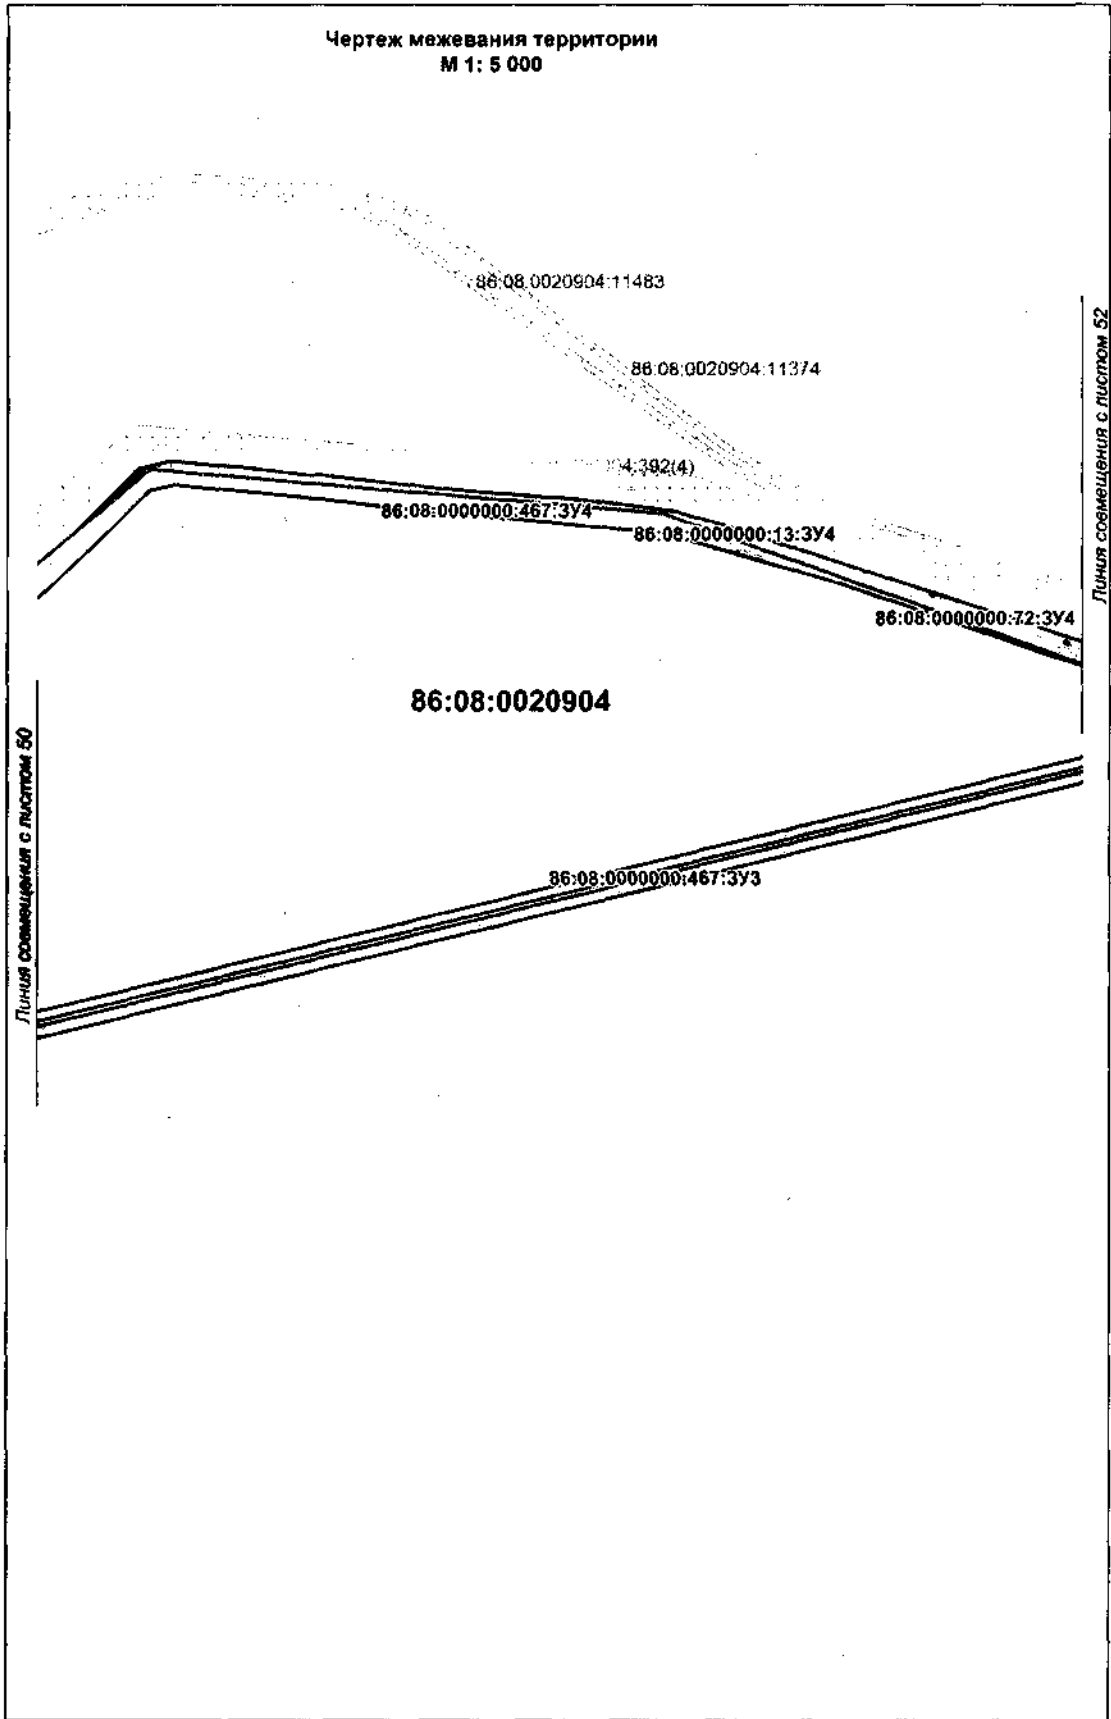 Чертеж межевания территории
М 1: 5 000
86:08:0020904:11483
86:08:0020904:11374
Линия совмещения с листом 52
04:392(4)
86:08:0000000:467:ЗУ4
86:08:0000000:13:ЗУ4
86:08:0000000:72:ЗУ4
86:08:0020904
Линия совмещения с листом 50
86:08:0000000:467:ЗУ3